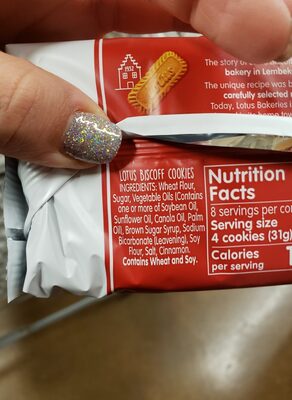 The story of
bakery in Lembeke
The unique recipe was
carefully selected
Today, Lotus Bakeries
home town
1932
LOTUS BISCOFF COOKIES
INGREDIENTS: Wheat Flour,
Sugar, Vegetable Oils (Contains
one or more of Soybean Oil,
Sunflower Oil, Canola Oil, Palm
Oil), Brown Sugar Syrup, Sodium
Bicarbonate (Leavening), Soy
Flour, Salt, Cinnamon.
Contains Wheat and Soy.
Nutrition
Facts
8 servings per
Serving size
4 cookies (31g)
Calories
per serving